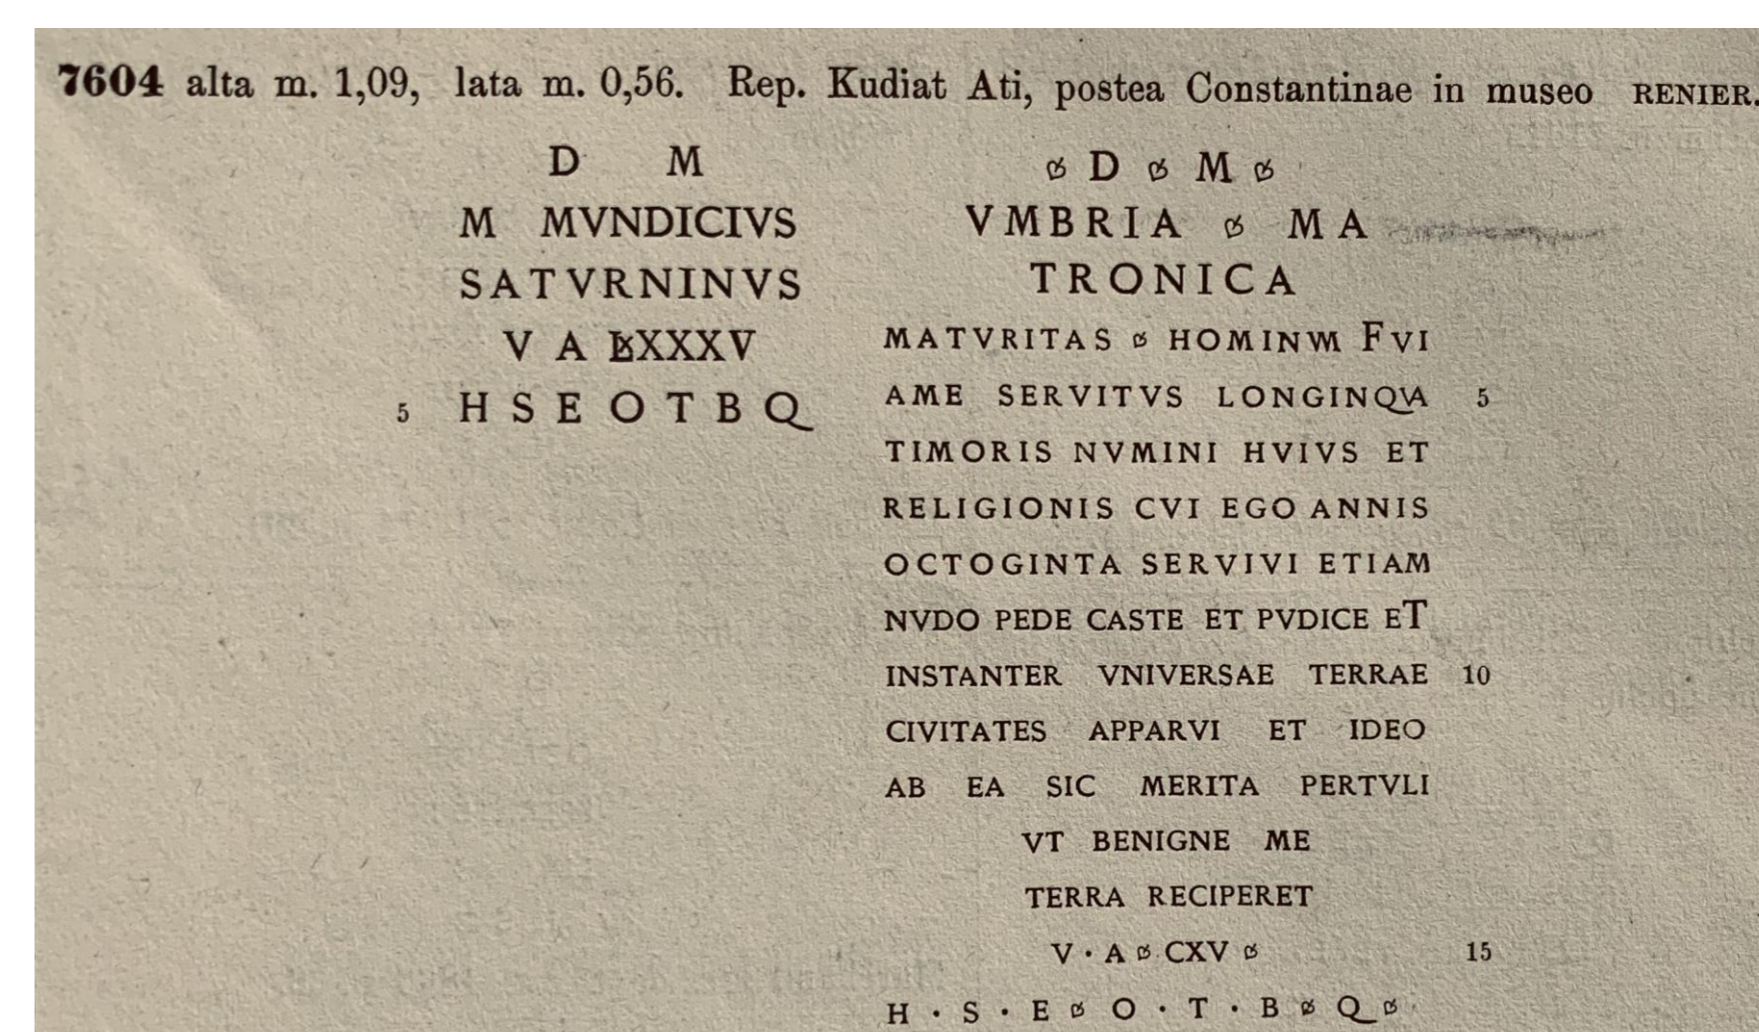 7604 alta m. 1,09, lata m. 0,56. Rep. Kudiat Ati, postea Constantinae in museo RENIER.
D M
M MVNDICIVS
SATVRNINVS
V A LXXXV
5 H S E O T B Q
❦ D ❦ M ❦
VMBRIA ❦ MA
TRONICA
MATVRITAS ❦ HOMINVM FVI
AME SERVITVS LONGINQVA 5
TIMORIS NVMINI HVIVS ET
RELIGIONIS CVI EGO ANNIS
OCTOGINTA SERVIVI ETIAM
NVDO PEDE CASTE ET PVDICE ET
INSTANTER VNIVERSAE TERRAE 10
CIVITATES APPARVI ET IDEO
AB EA SIC MERITA PERTVLI
VT BENIGNE ME
TERRA RECIPERET
V · A ❦ CXV ❦ 15
H · S · E ❦ O · T · B ❦ Q ❦